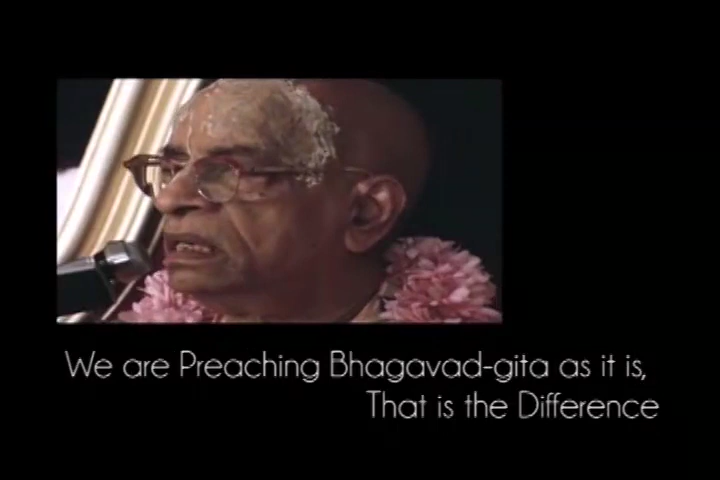 We are Preaching Bhagavad-gita as it is,
That is the Difference